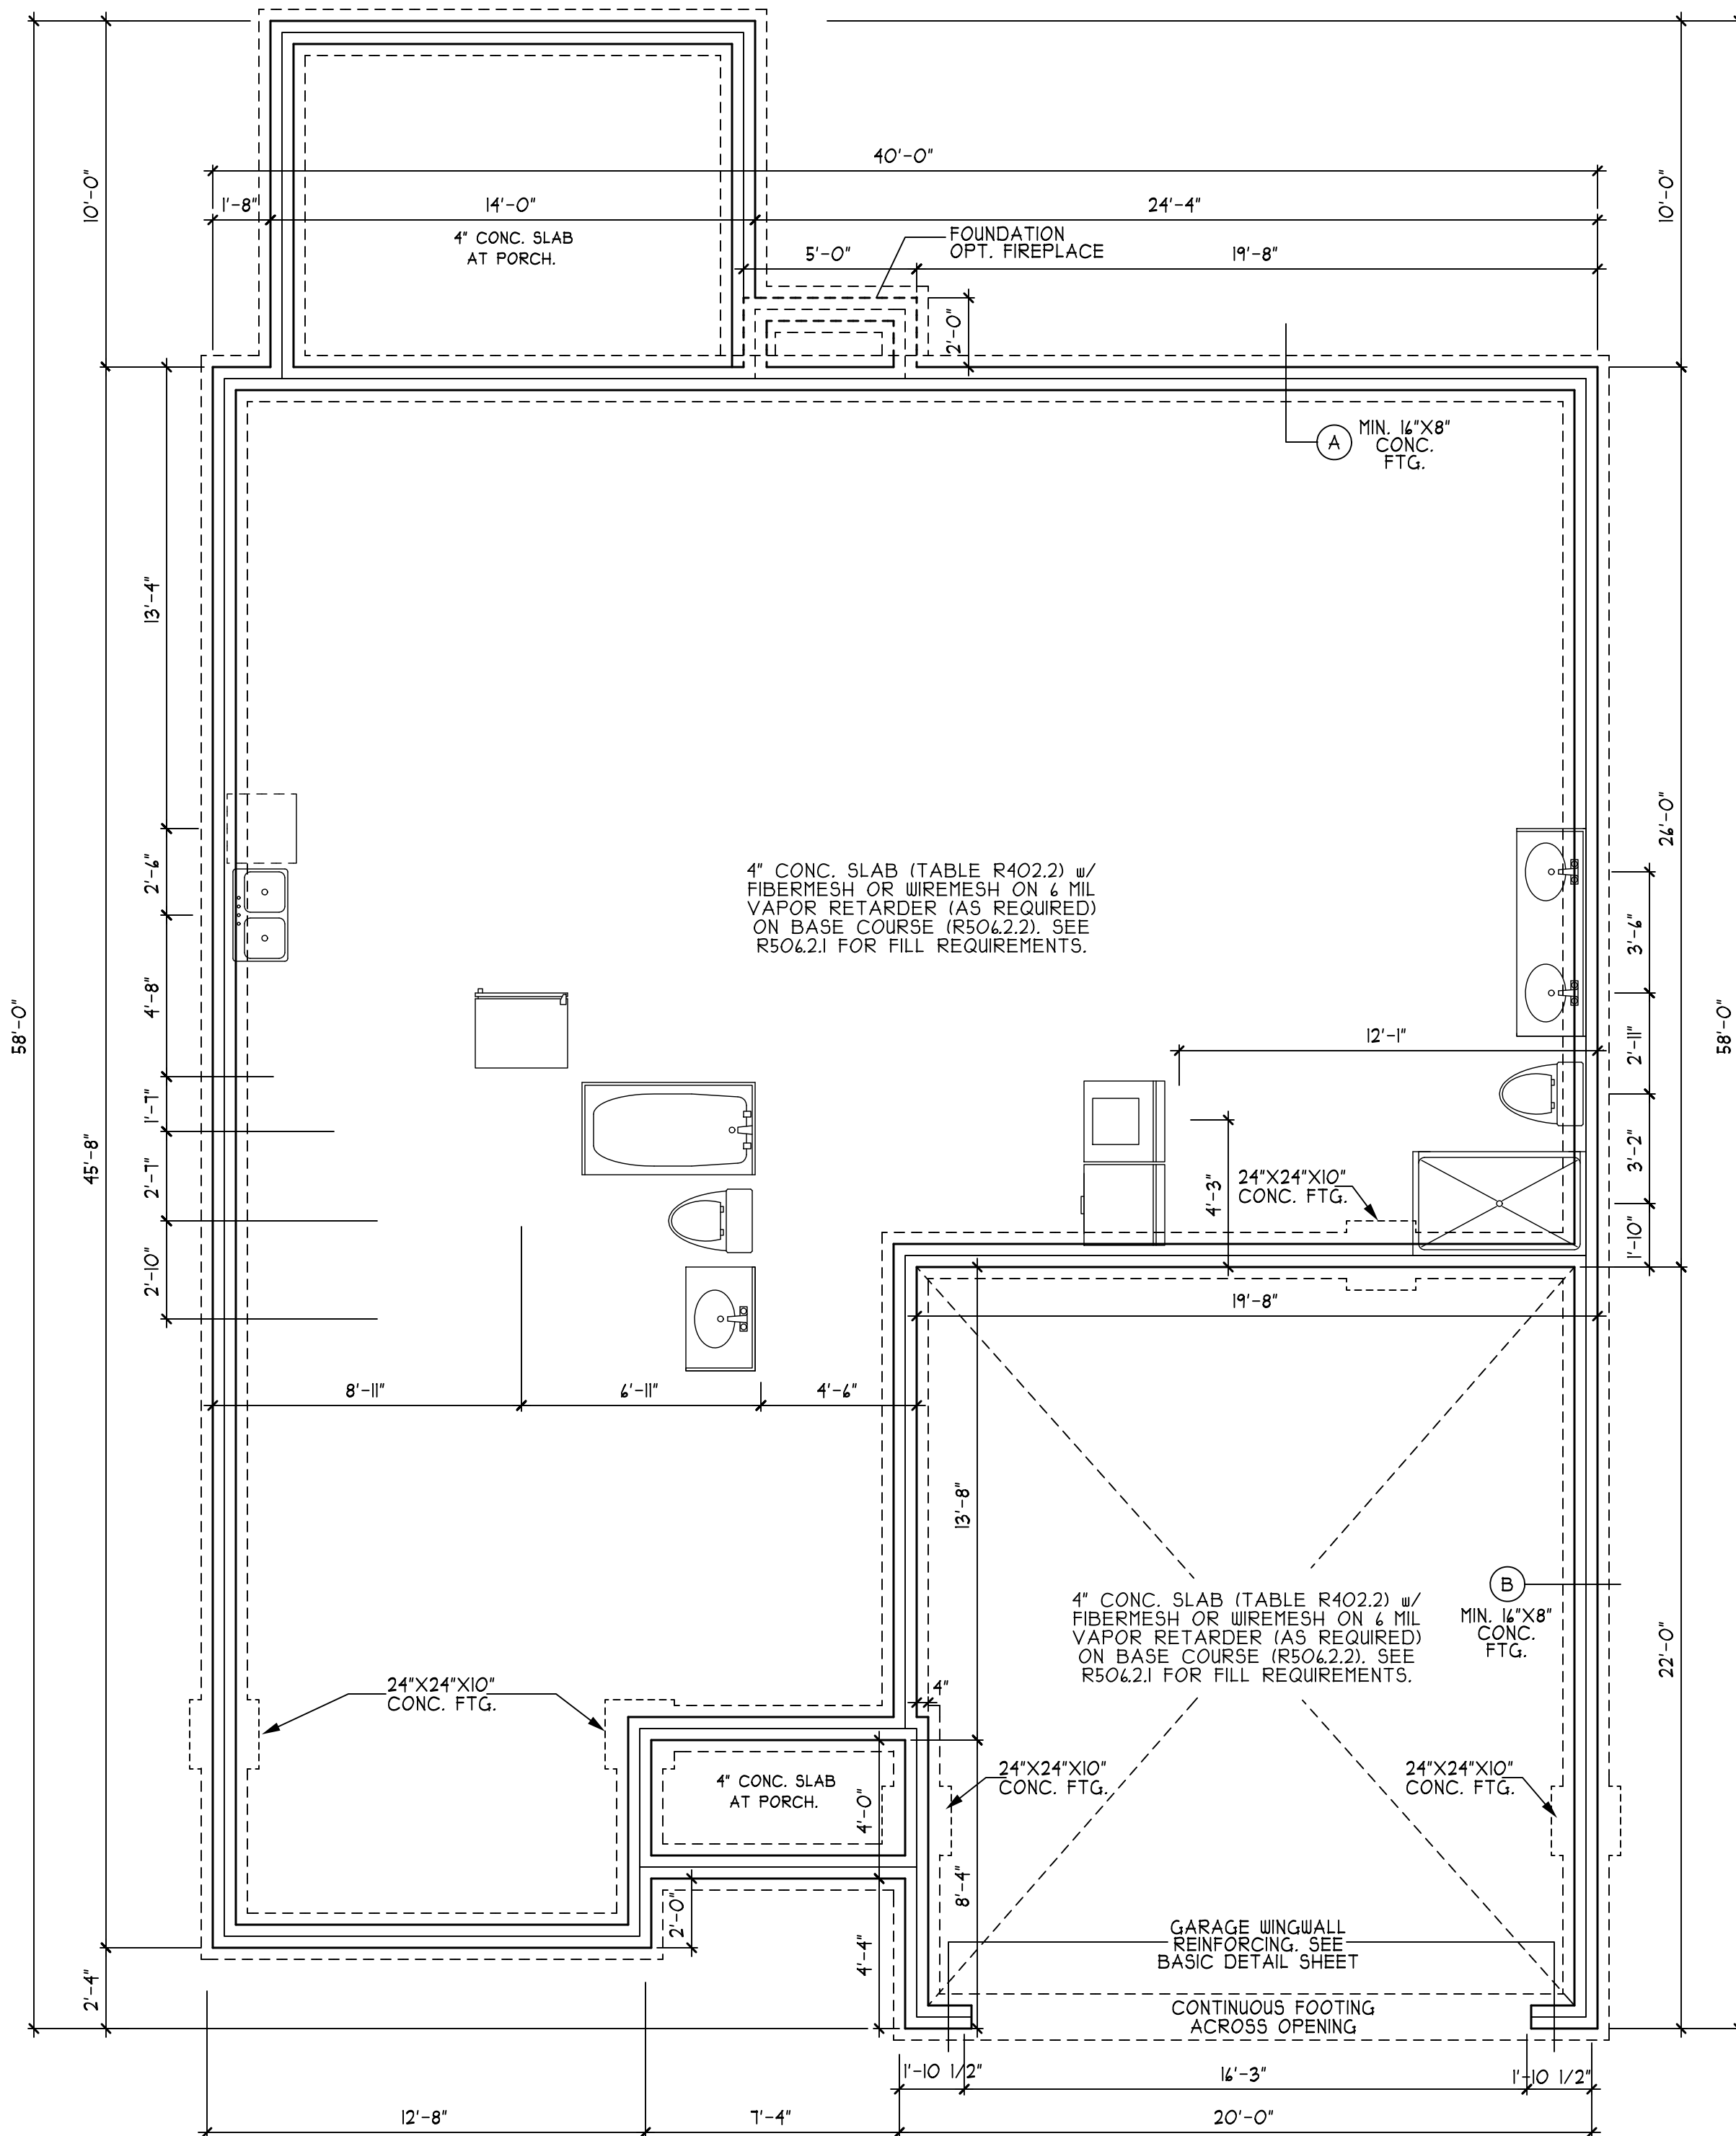 40'-0"
1'-8"
14'-0"
24'-4"
4" CONC. SLAB
AT PORCH.
5'-0"
FOUNDATION
OPT. FIREPLACE
19'-8"
10'-0"
10'-0"
2'-0"
A
MIN. 16"X8"
CONC.
FTG.
13'-4"
2'-6"
4'-8"
1'-7"
2'-7"
2'-10"
58'-0"
45'-8"
4" CONC. SLAB (TABLE R402.2) w/
FIBERMESH OR WIREMESH ON 6 MIL
VAPOR RETARDER (AS REQUIRED)
ON BASE COURSE (R506.2.2). SEE
R506.2.1 FOR FILL REQUIREMENTS.
26'-0"
3'-6"
2'-11"
3'-2"
1'-10"
58'-0"
12'-1"
4'-3"
24"X24"X10"
CONC. FTG.
19'-8"
8'-11"
6'-11"
4'-6"
13'-8"
B
MIN. 16"X8"
CONC.
FTG.
4" CONC. SLAB (TABLE R402.2) w/
FIBERMESH OR WIREMESH ON 6 MIL
VAPOR RETARDER (AS REQUIRED)
ON BASE COURSE (R506.2.2). SEE
R506.2.1 FOR FILL REQUIREMENTS.
22'-0"
24"X24"X10"
CONC. FTG.
4"
4" CONC. SLAB
AT PORCH.
4'-0"
24"X24"X10"
CONC. FTG.
24"X24"X10"
CONC. FTG.
8'-4"
2'-0"
4'-4"
GARAGE WINGWALL
REINFORCING. SEE
BASIC DETAIL SHEET
2'-4"
CONTINUOUS FOOTING
ACROSS OPENING
1'-10 1/2"
16'-3"
1'-10 1/2"
12'-8"
7'-4"
20'-0"